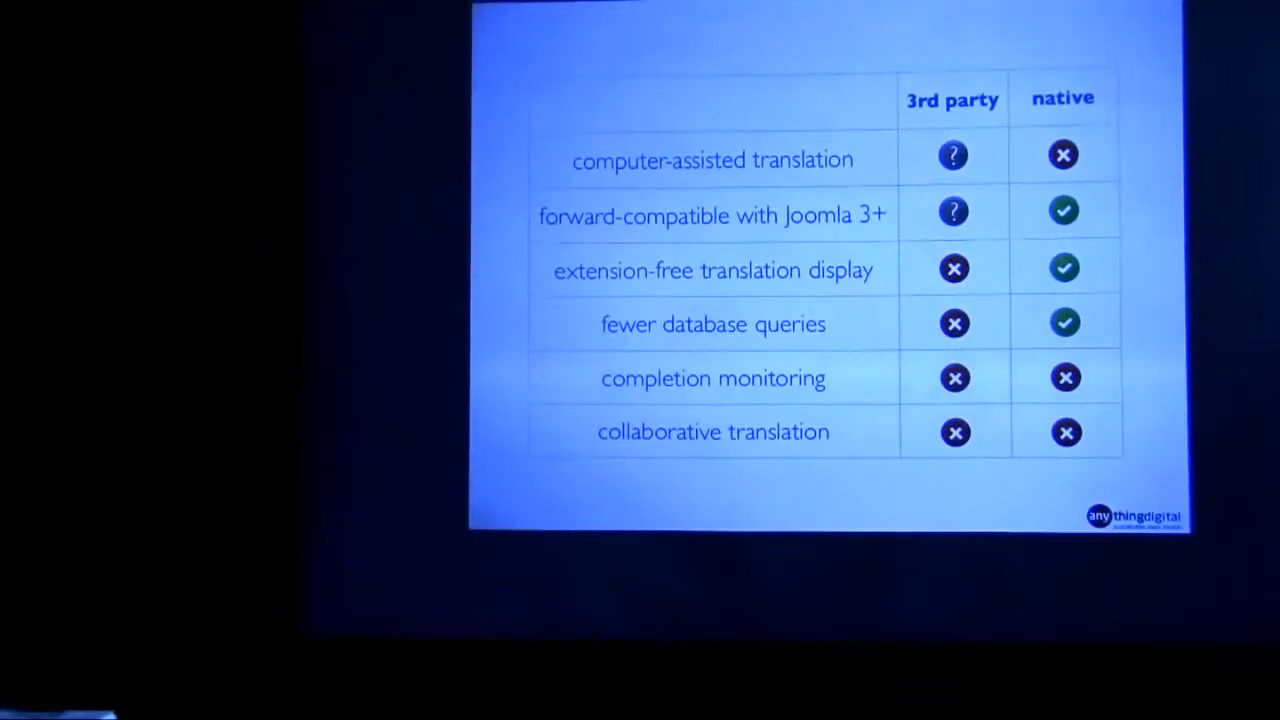 3rd party native
computer-assisted translation ?
forward-compatible with Joomla 3+ ?
extension-free translation display
fewer database queries
completion monitoring
collaborative translation
anythingdigital